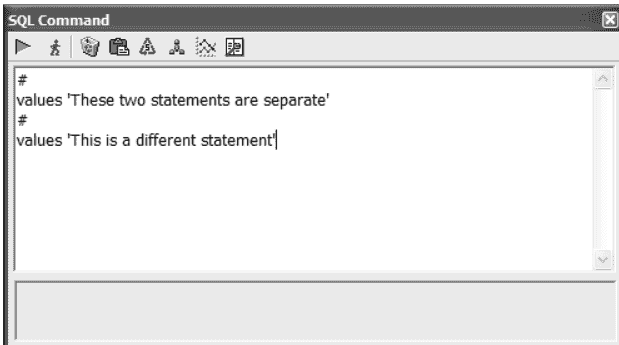 SQL Command
#
values 'These two statements are separate'
#
values 'This is a different statement'